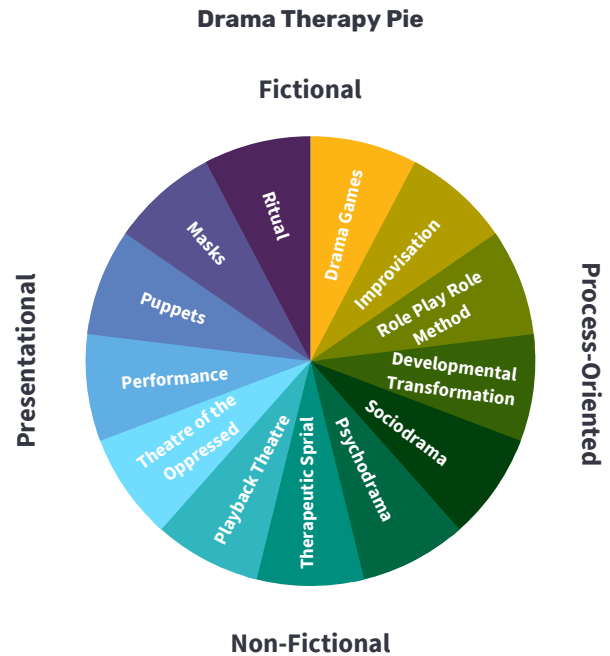 Drama Therapy Pie
Fictional
Drama Games
Improvisation
Role Play Role
Method
Developmental
Transformation
Sociodrama
Psychodrama
Therapeutic Sprial
Playback Theatre
Theatre of the
Oppressed
Performance
Puppets
Masks
Ritual
Presentational
Process-Oriented
Non-Fictional